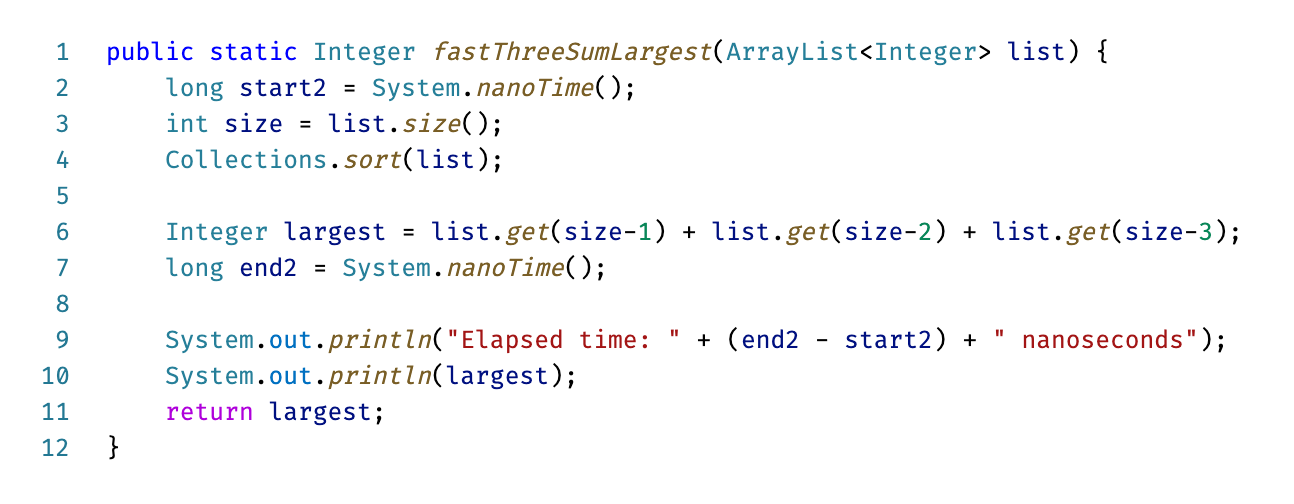 1 public static Integer fastThreeSumLargest(ArrayList<Integer> list) {
2     long start2 = System.nanoTime();
3     int size = list.size();
4     Collections.sort(list);
5
6     Integer largest = list.get(size-1) + list.get(size-2) + list.get(size-3);
7     long end2 = System.nanoTime();
8
9     System.out.println("Elapsed time: " + (end2 - start2) + " nanoseconds");
10     System.out.println(largest);
11     return largest;
12 }